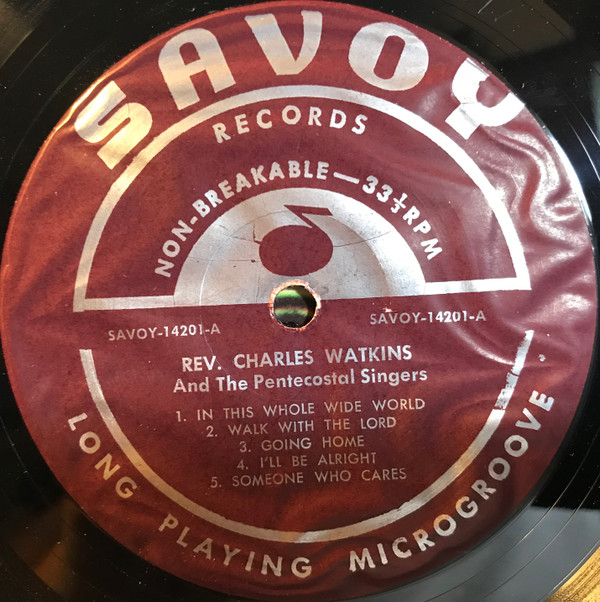 SAVOY
RECORDS
NON-BREAKABLE—33⅓RPM
SAVOY-14201-A
SAVOY-14201-A
REV. CHARLES WATKINS
And The Pentecostal Singers
1. IN THIS WHOLE WIDE WORLD
2. WALK WITH THE LORD
3. GOING HOME
4. I'LL BE ALRIGHT
5. SOMEONE WHO CARES
LONG PLAYING MICROGROOVE